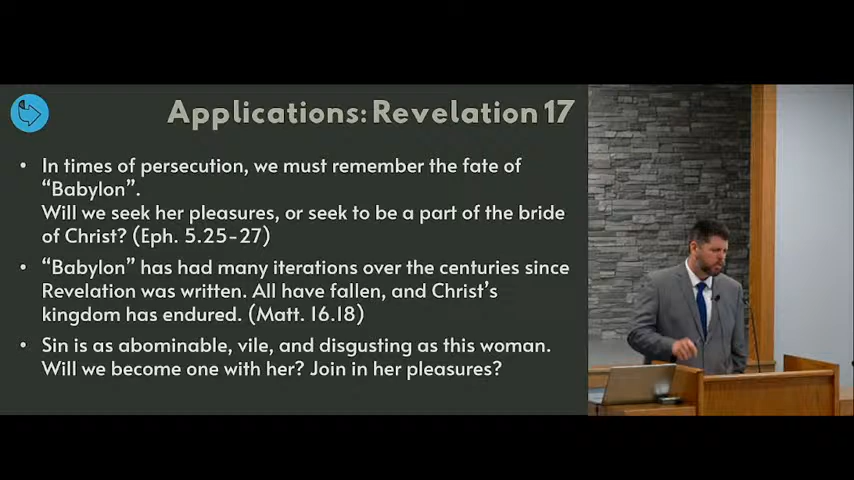 Applications: Revelation 17
• In times of persecution, we must remember the fate of
“Babylon”.
Will we seek her pleasures, or seek to be a part of the bride
of Christ? (Eph. 5.25-27)
• “Babylon” has had many iterations over the centuries since
Revelation was written. All have fallen, and Christ’s
kingdom has endured. (Matt. 16.18)
• Sin is as abominable, vile, and disgusting as this woman.
Will we become one with her? Join in her pleasures?